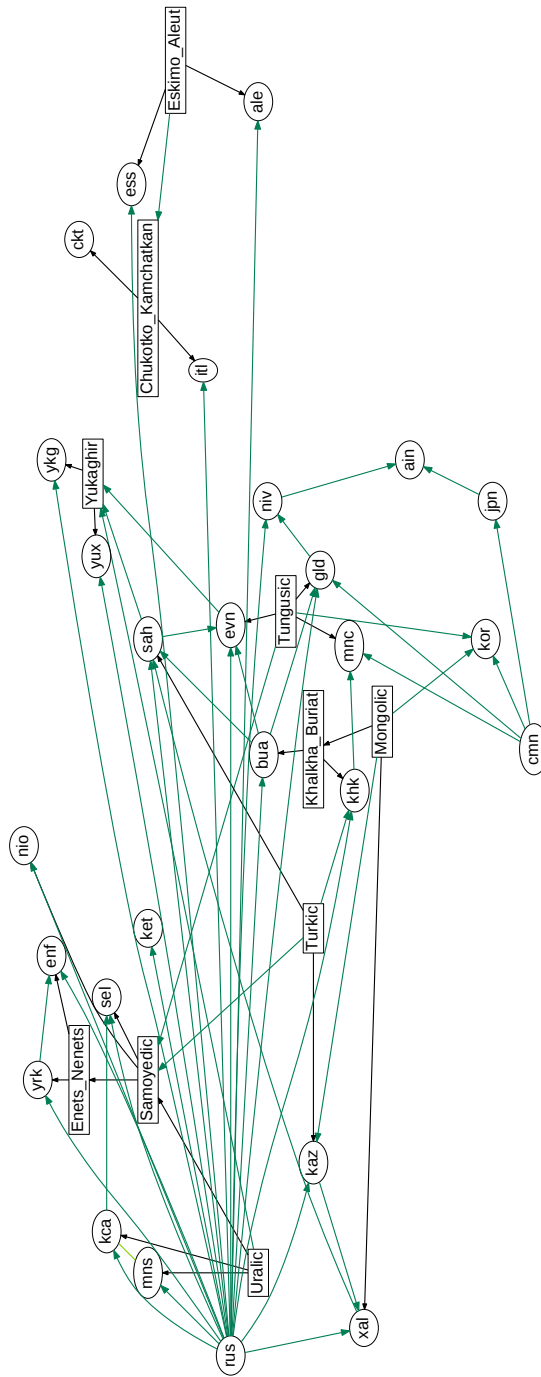 Eskimo_Aleut
ale
ess
ckt
Chukotko_Kamchatkan
itl
ykg
Yukaghir
yux
niv
ain
jpn
gld
sah
evn
Tungusic
mnc
kor
bua
Khalkha_Buriat
Mongolic
khk
cmn
nio
enf
ket
sel
Turkic
yrk
Enets_Nenets
Samoyedic
kaz
kca
mns
Uralic
xal
rus